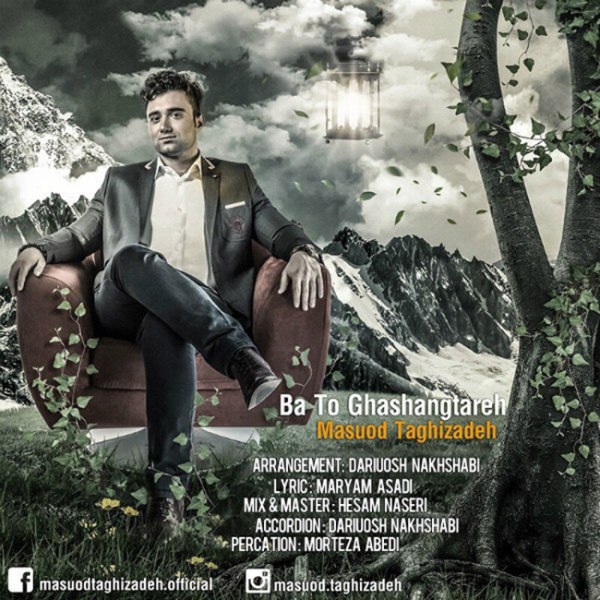 Ba To Ghashangtareh
Masuod Taghizadeh
ARRANGEMENT: DARIUOSH NAKHSHABI
LYRIC: MARYAM ASADI
MIX & MASTER: HESAM NASERI
ACCORDION: DARIUOSH NAKHSHABI
PERCATION: MORTEZA ABEDI
masuodtaghizadeh.official
masuod.taghizadeh